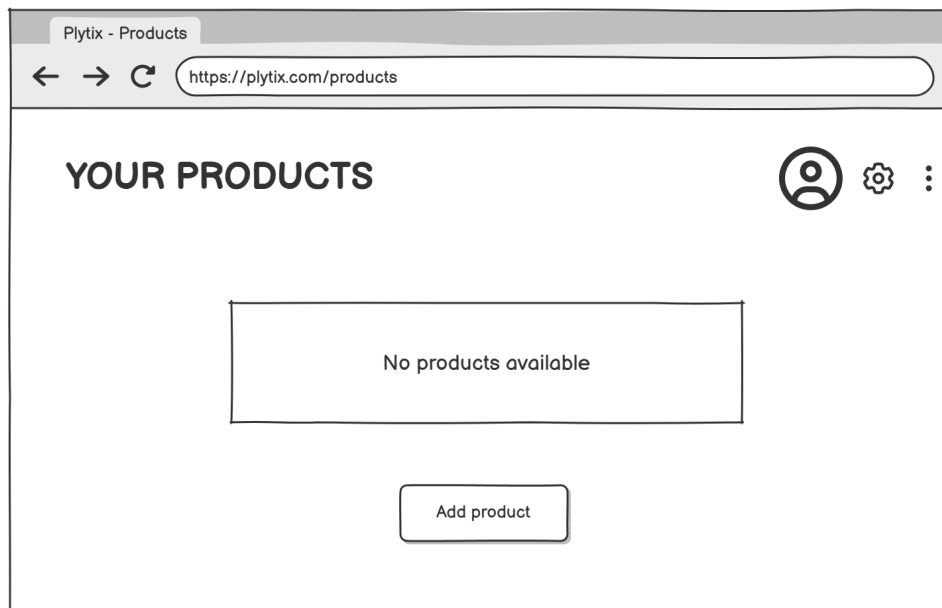 Plytix - Products
https://plytix.com/products
YOUR PRODUCTS
No products available
Add product